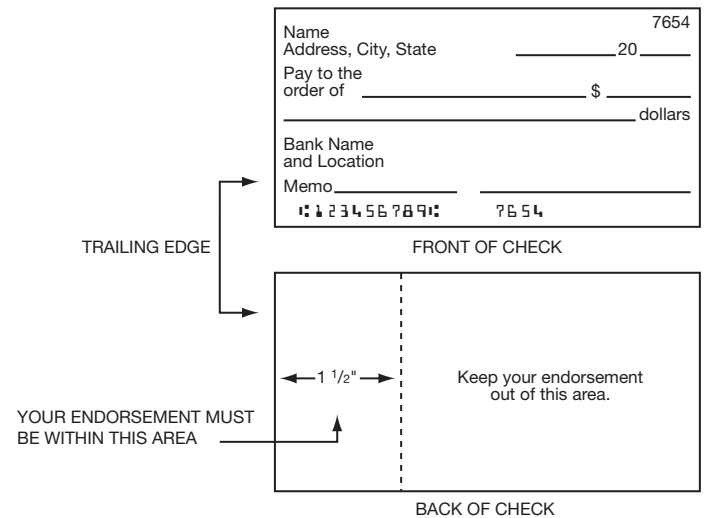 7654
Name
Address, City, State 20
Pay to the
order of $
dollars
Bank Name
and Location
Memo
⑆123456789⑆ 7654
TRAILING EDGE
FRONT OF CHECK
1 1/2"
Keep your endorsement
out of this area.
YOUR ENDORSEMENT MUST
BE WITHIN THIS AREA
BACK OF CHECK